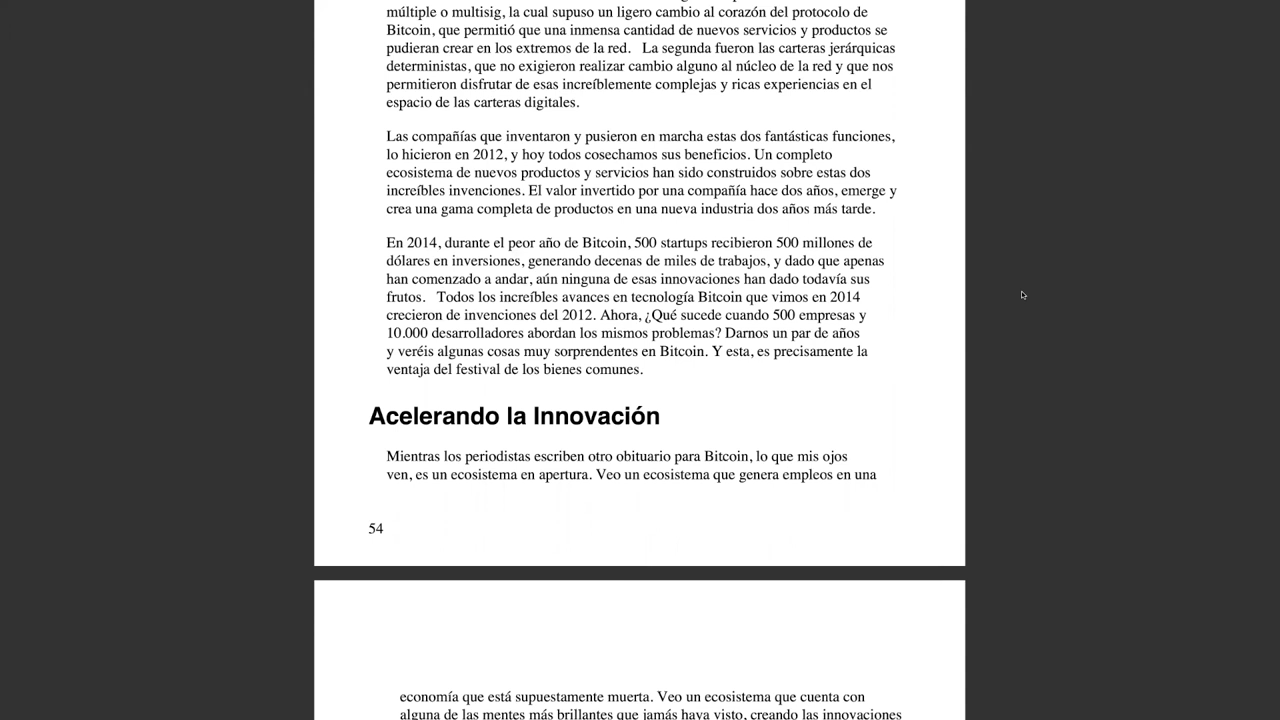 múltiple o multisig, la cual supuso un ligero cambio al corazón del protocolo de
Bitcoin, que permitió que una inmensa cantidad de nuevos servicios y productos se
pudieran crear en los extremos de la red.   La segunda fueron las carteras jerárquicas
deterministas, que no exigieron realizar cambio alguno al núcleo de la red y que nos
permitieron disfrutar de esas increíblemente complejas y ricas experiencias en el
espacio de las carteras digitales.
Las compañías que inventaron y pusieron en marcha estas dos fantásticas funciones,
lo hicieron en 2012, y hoy todos cosechamos sus beneficios. Un completo
ecosistema de nuevos productos y servicios han sido construidos sobre estas dos
increíbles invenciones. El valor invertido por una compañía hace dos años, emerge y
crea una gama completa de productos en una nueva industria dos años más tarde.
En 2014, durante el peor año de Bitcoin, 500 startups recibieron 500 millones de
dólares en inversiones, generando decenas de miles de trabajos, y dado que apenas
han comenzado a andar, aún ninguna de esas innovaciones han dado todavía sus
frutos.   Todos los increíbles avances en tecnología Bitcoin que vimos en 2014
crecieron de invenciones del 2012. Ahora, ¿Qué sucede cuando 500 empresas y
10.000 desarrolladores abordan los mismos problemas? Darnos un par de años
y veréis algunas cosas muy sorprendentes en Bitcoin. Y esta, es precisamente la
ventaja del festival de los bienes comunes.
Acelerando la Innovación
Mientras los periodistas escriben otro obituario para Bitcoin, lo que mis ojos
ven, es un ecosistema en apertura. Veo un ecosistema que genera empleos en una
54
economía que está supuestamente muerta. Veo un ecosistema que cuenta con
alguna de las mentes más brillantes que jamás haya visto, creando las innovaciones